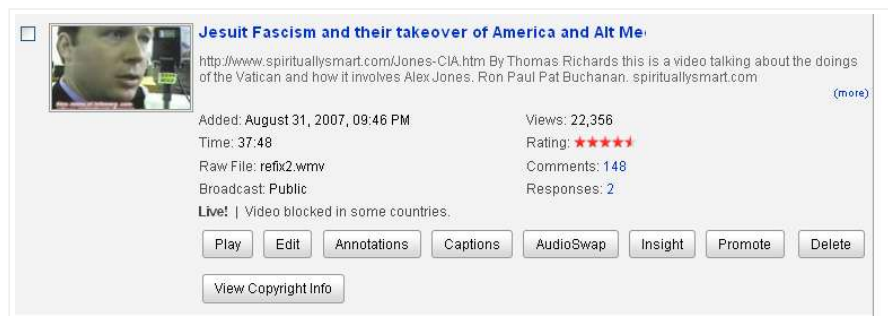 Jesuit Fascism and their takeover of America and Alt Me
http://www.spirituallysmart.com/Jones-CIA.htm By Thomas Richards this is a video talking about the doings
of the Vatican and how it involves Alex Jones. Ron Paul Pat Buchanan. spirituallysmart.com
(more)
Added: August 31, 2007, 09:46 PM
Views: 22,356
Time: 37:48
Rating:
Raw File: refix2.wmv
Comments: 148
Broadcast: Public
Responses: 2
Live! | Video blocked in some countries.
Play Edit Annotations Captions AudioSwap Insight Promote Delete
View Copyright Info